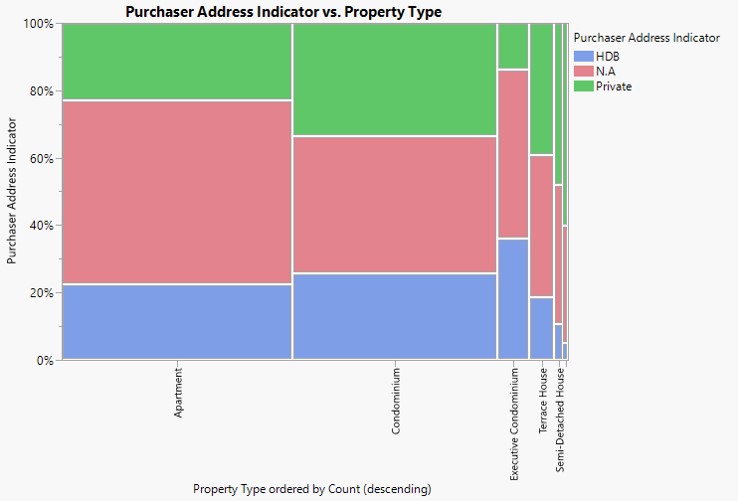 Purchaser Address Indicator vs. Property Type
Purchaser Address Indicator
100%
80%
60%
40%
20%
0%
Apartment
Condominium
Executive Condominium
Terrace House
Semi-Detached House
Property Type ordered by Count (descending)
Purchaser Address Indicator
HDB
N.A
Private